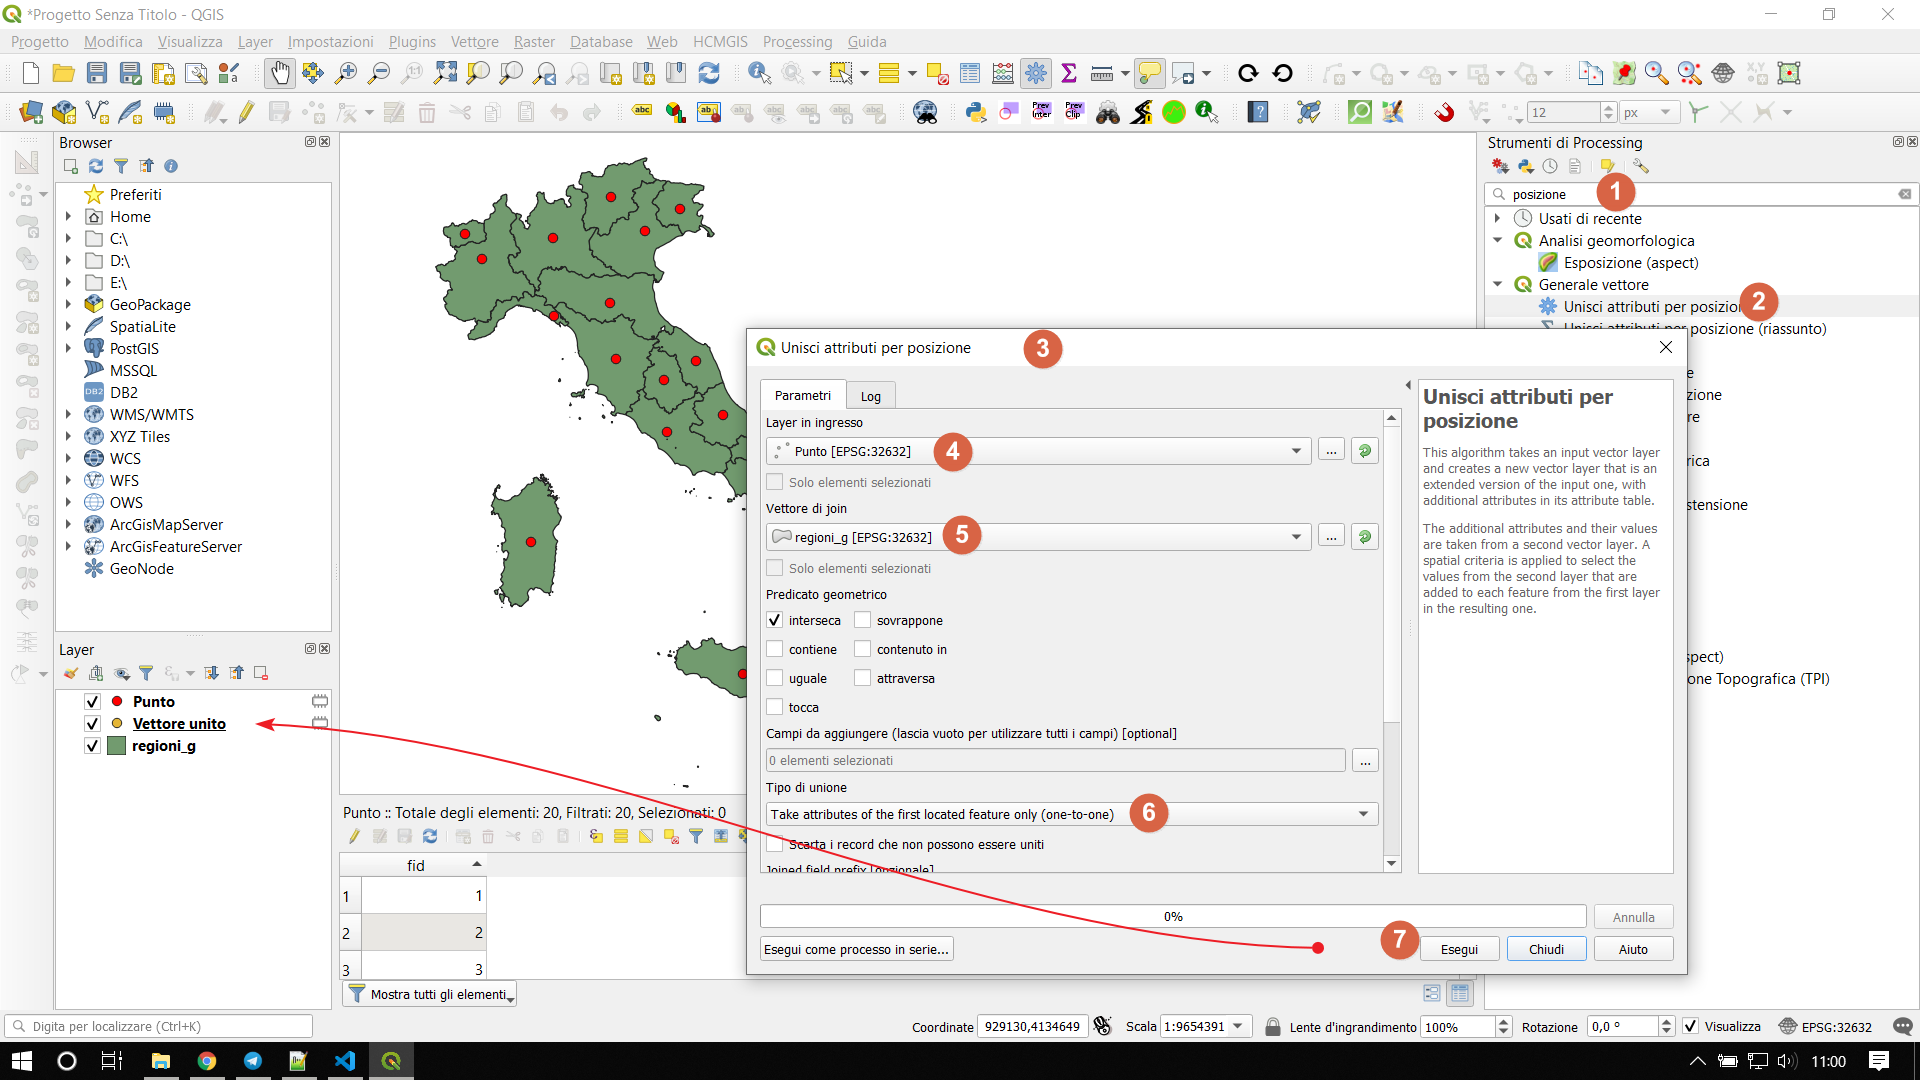 *Progetto Senza Titolo - QGIS
Progetto Modifica Visualizza Layer Impostazioni Plugins Vettore Raster Database Web HCMGIS Processing Guida
12 px
Browser
Preferiti
Home
C:\
D:\
E:\
GeoPackage
SpatiaLite
PostGIS
MSSQL
DB2
WMS/WMTS
XYZ Tiles
WCS
WFS
OWS
ArcGisMapServer
ArcGisFeatureServer
GeoNode
Layer
Punto
Vettore unito
regioni_g
Digita per localizzare (Ctrl+K)
Punto :: Totale degli elementi: 20, Filtrati: 20, Selezionati: 0
fid
1 1
2 2
3 3
Mostra tutti gli elementi
Strumenti di Processing
posizione 1
Usati di recente
Analisi geomorfologica
Esposizione (aspect)
Generale vettore
Unisci attributi per posizion 2
Unisci attributi per posizione (riassunto)
Unisci attributi per posizione 3
Parametri Log
Layer in ingresso
Punto [EPSG:32632] 4 ...
Solo elementi selezionati
Vettore di join
regioni_g [EPSG:32632] 5 ...
Solo elementi selezionati
Predicato geometrico
interseca sovrappone
contiene contenuto in
uguale attraversa
tocca
Campi da aggiungere (lascia vuoto per utilizzare tutti i campi) [optional]
0 elementi selezionati ...
Tipo di unione
Take attributes of the first located feature only (one-to-one) 6
Scarta i record che non possono essere uniti
Joined field prefix [opzionale]
Unisci attributi per
posizione
This algorithm takes an input vector layer
and creates a new vector layer that is an
extended version of the input one, with
additional attributes in its attribute table.
The additional attributes and their values
are taken from a second vector layer. A
spatial criteria is applied to select the
values from the second layer that are
added to each feature from the first layer
in the resulting one.
0% Annulla
Esegui come processo in serie... 7 Esegui Chiudi Aiuto
e
zione
re
rica
stensione
pect)
one Topografica (TPI)
Coordinate 929130,4134649 Scala 1:9654391 Lente d'ingrandimento 100% Rotazione 0,0 ° Visualizza EPSG:32632
11:00